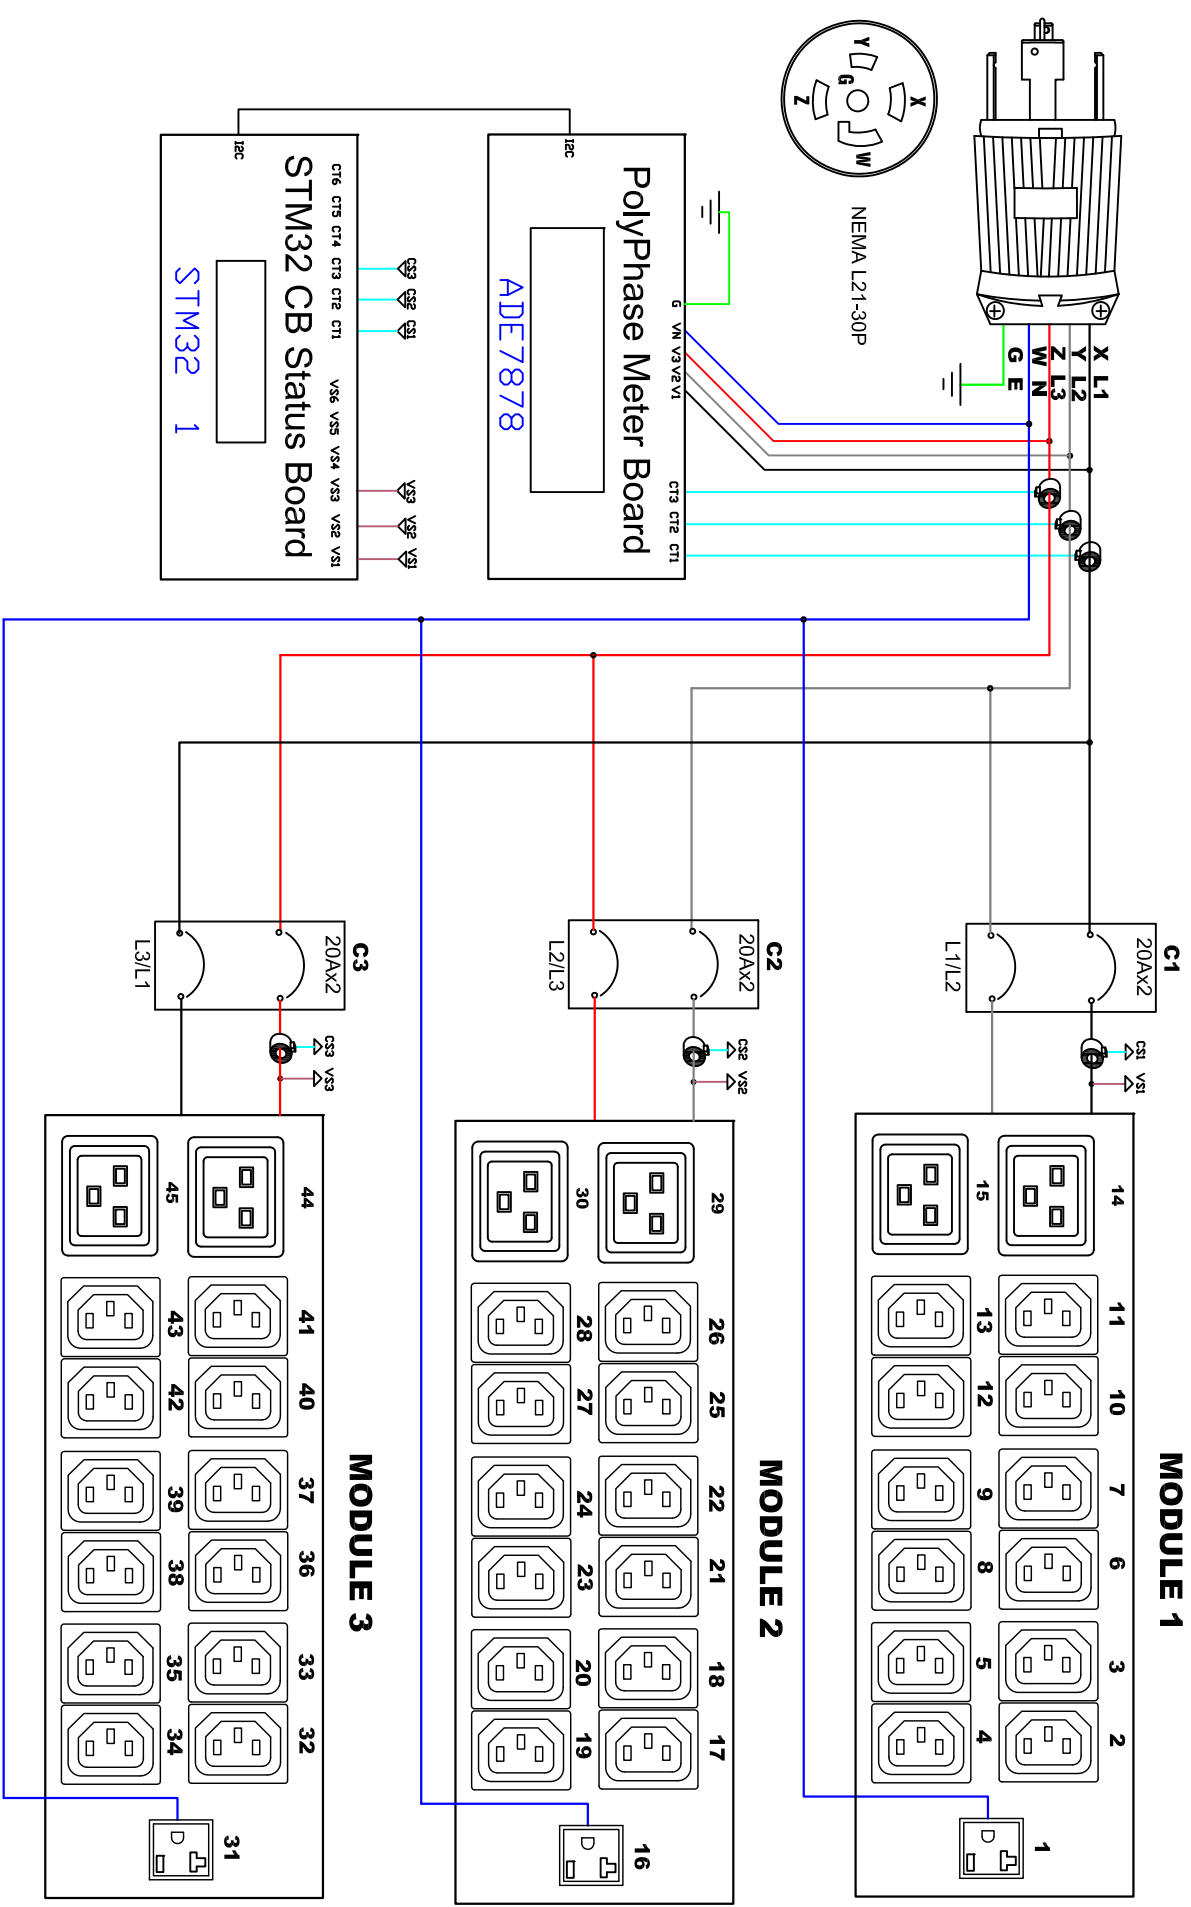 Y
X
G
Z
W
NEMA L21-30P
X L1
Y L2
Z L3
W N
G E
I2C
PolyPhase Meter Board
ADE7878
G
VN V3 V2 V1
CT3 CT2 CT1
I2C
STM32 CB Status Board
STM32 1
CT6 CT5 CT4 CT3 CT2 CT1
VS6 VS5 VS4 VS3 VS2 VS1
CS3
CS2
CS1
VS3
VS2
VS1
C1
20Ax2
L1/L2
CS1
VS1
C2
20Ax2
L2/L3
CS2
VS2
C3
20Ax2
L3/L1
CS3
VS3
MODULE 1
14 11 10 7 6 3 2
15 13 12 9 8 5 4
1
MODULE 2
29 26 25 22 21 18 17
30 28 27 24 23 20 19
16
MODULE 3
44 41 40 37 36 33 32
45 43 42 39 38 35 34
31